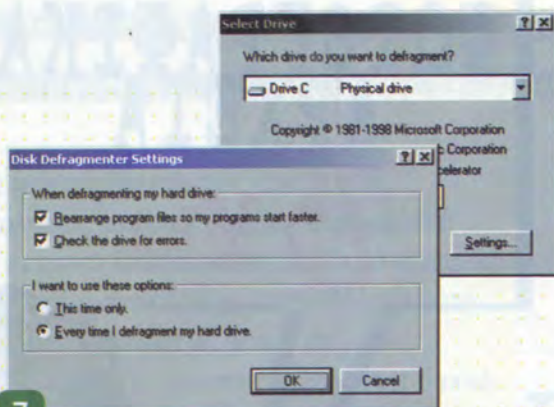 Select Drive
Which drive do you want to defragment?
Drive C Physical drive
Copyright © 1981-1998 Microsoft Corporation
Corporation
Settings...
Disk Defragmenter Settings
When defragmenting my hard drive:
Rearrange program files so my programs start faster.
Check the drive for errors.
I want to use these options:
This time only.
Every time I defragment my hard drive.
OK
Cancel
7